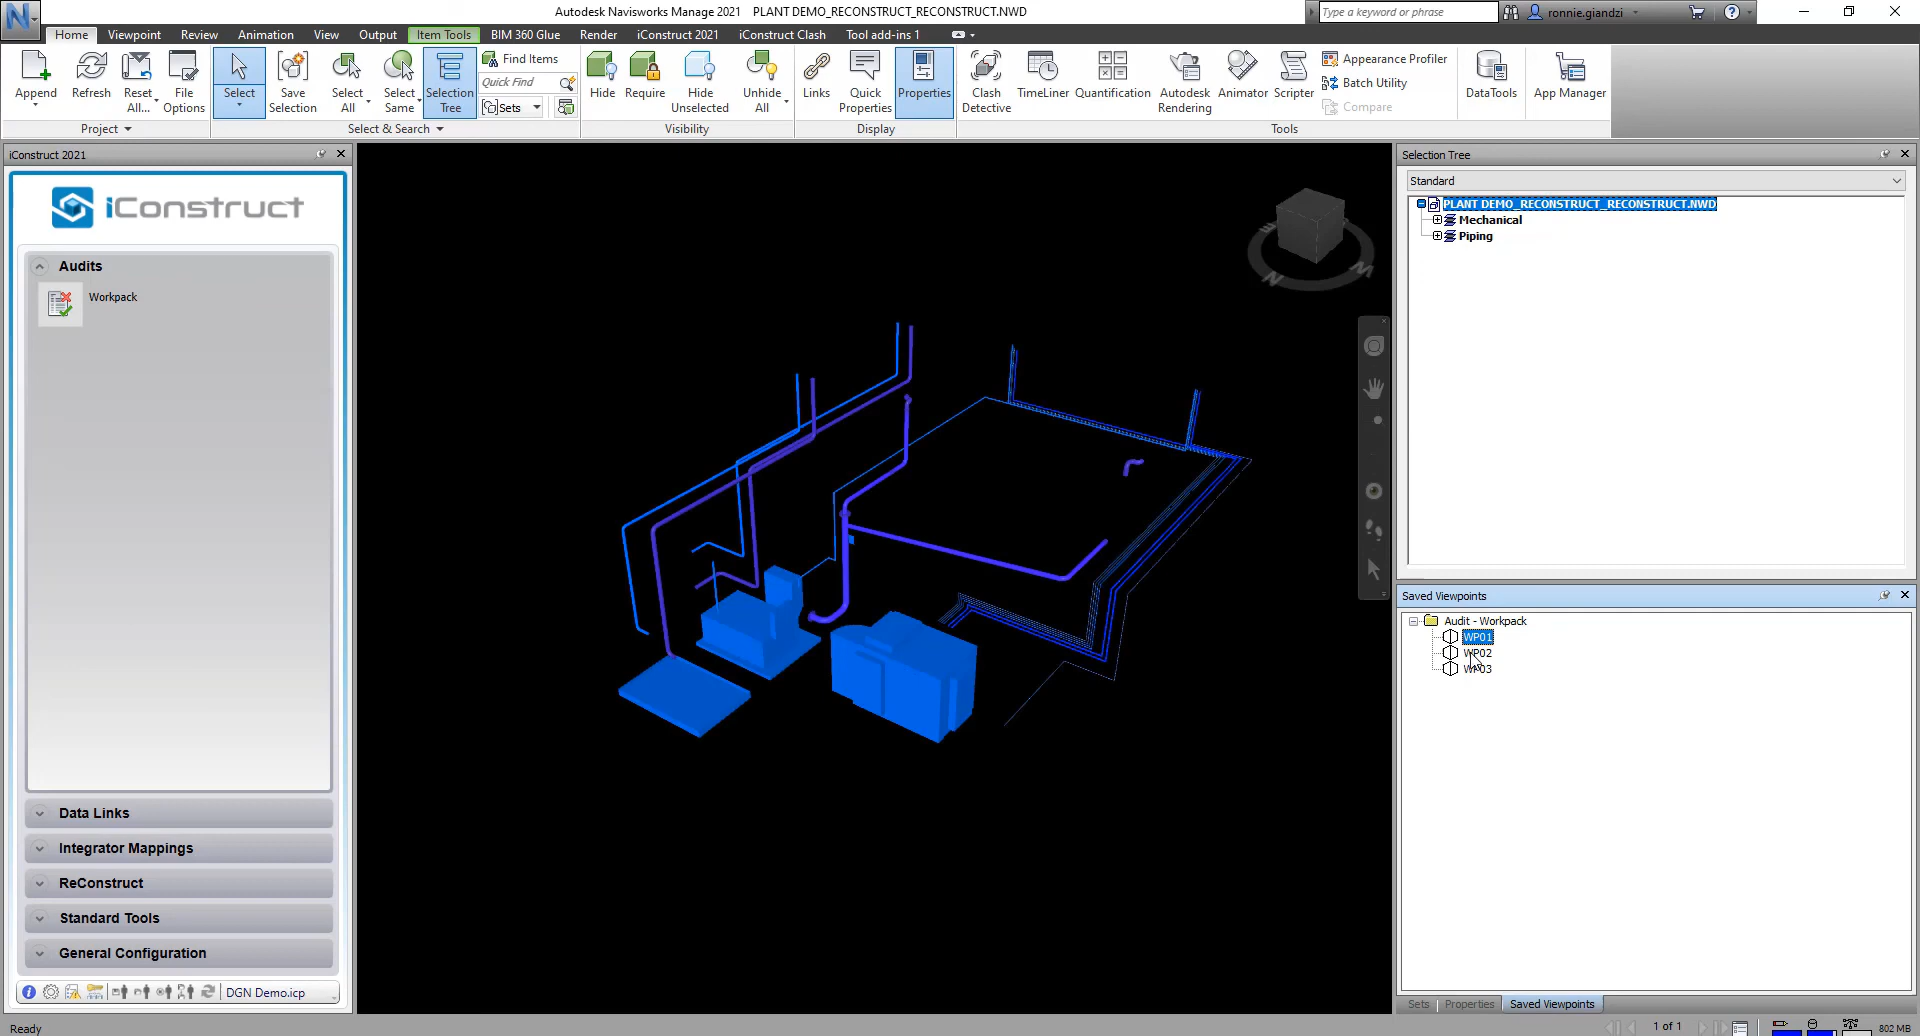 Autodesk Navisworks Manage 2021 PLANT DEMO_RECONSTRUCT_RECONSTRUCT.NWD
Type a keyword or phrase
ronnie.giandzi
Home Viewpoint Review Animation View Output Item Tools BIM 360 Glue Render iConstruct 2021 iConstruct Clash Tool add-ins 1
Append
Refresh
Reset
All...
File
Options
Select
Save
Selection
Select
All
Select
Same
Selection
Tree
Find Items
Quick Find
Sets
Hide
Require
Hide
Unselected
Unhide
All
Links
Quick
Properties
Properties
Clash
Detective
TimeLiner
Quantification
Autodesk
Rendering
Animator
Scripter
Appearance Profiler
Batch Utility
Compare
DataTools
App Manager
Project
Select & Search
Visibility
Display
Tools
iConstruct 2021
iConstruct
Audits
Workpack
Data Links
Integrator Mappings
ReConstruct
Standard Tools
General Configuration
DGN Demo.icp
E
N
W
Selection Tree
Standard
PLANT DEMO_RECONSTRUCT_RECONSTRUCT.NWD
Mechanical
Piping
Saved Viewpoints
Audit - Workpack
WP01
WP02
WP03
Sets Properties Saved Viewpoints
Ready
1 of 1
802 MB